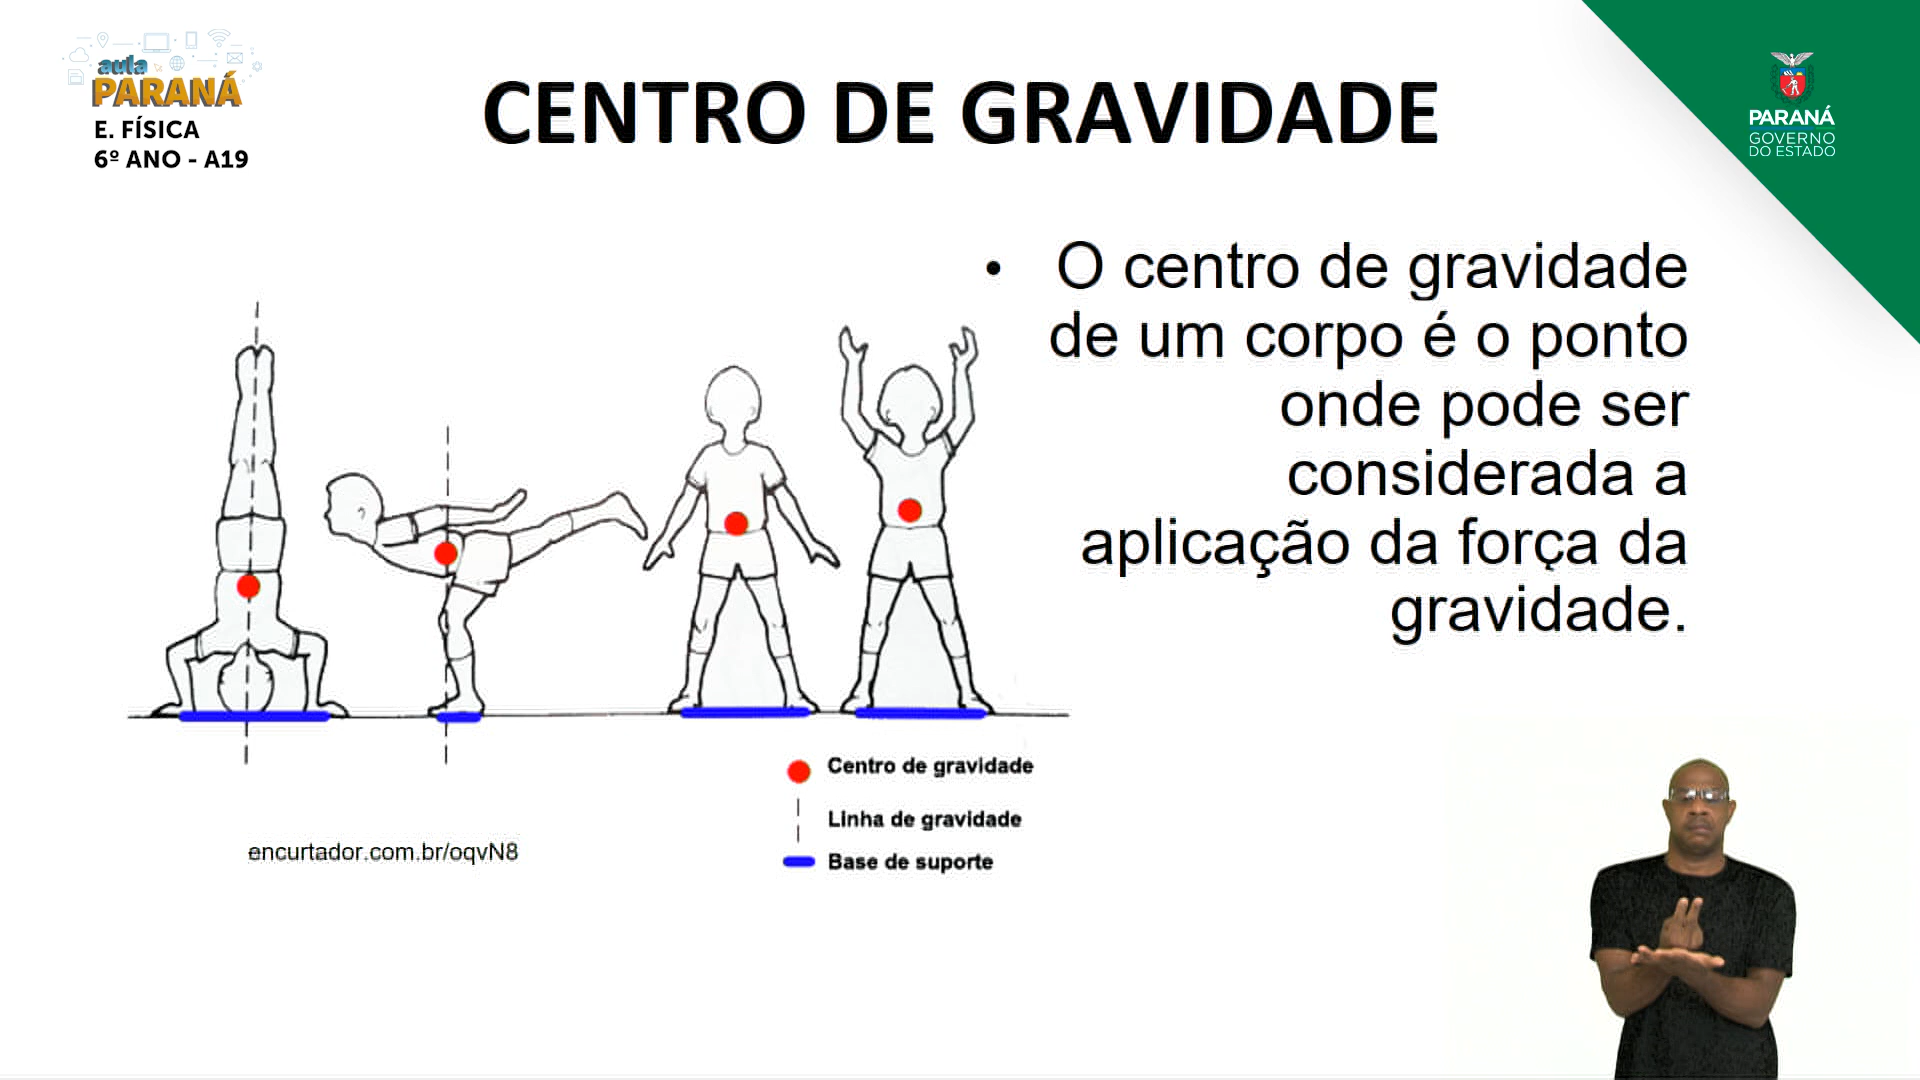 aula
PARANÁ
E. FÍSICA
6º ANO - A19
CENTRO DE GRAVIDADE
PARANÁ
GOVERNO
DO ESTADO
• O centro de gravidade
de um corpo é o ponto
onde pode ser
considerada a
aplicação da força da
gravidade.
Centro de gravidade
Linha de gravidade
Base de suporte
encurtador.com.br/oqvN8